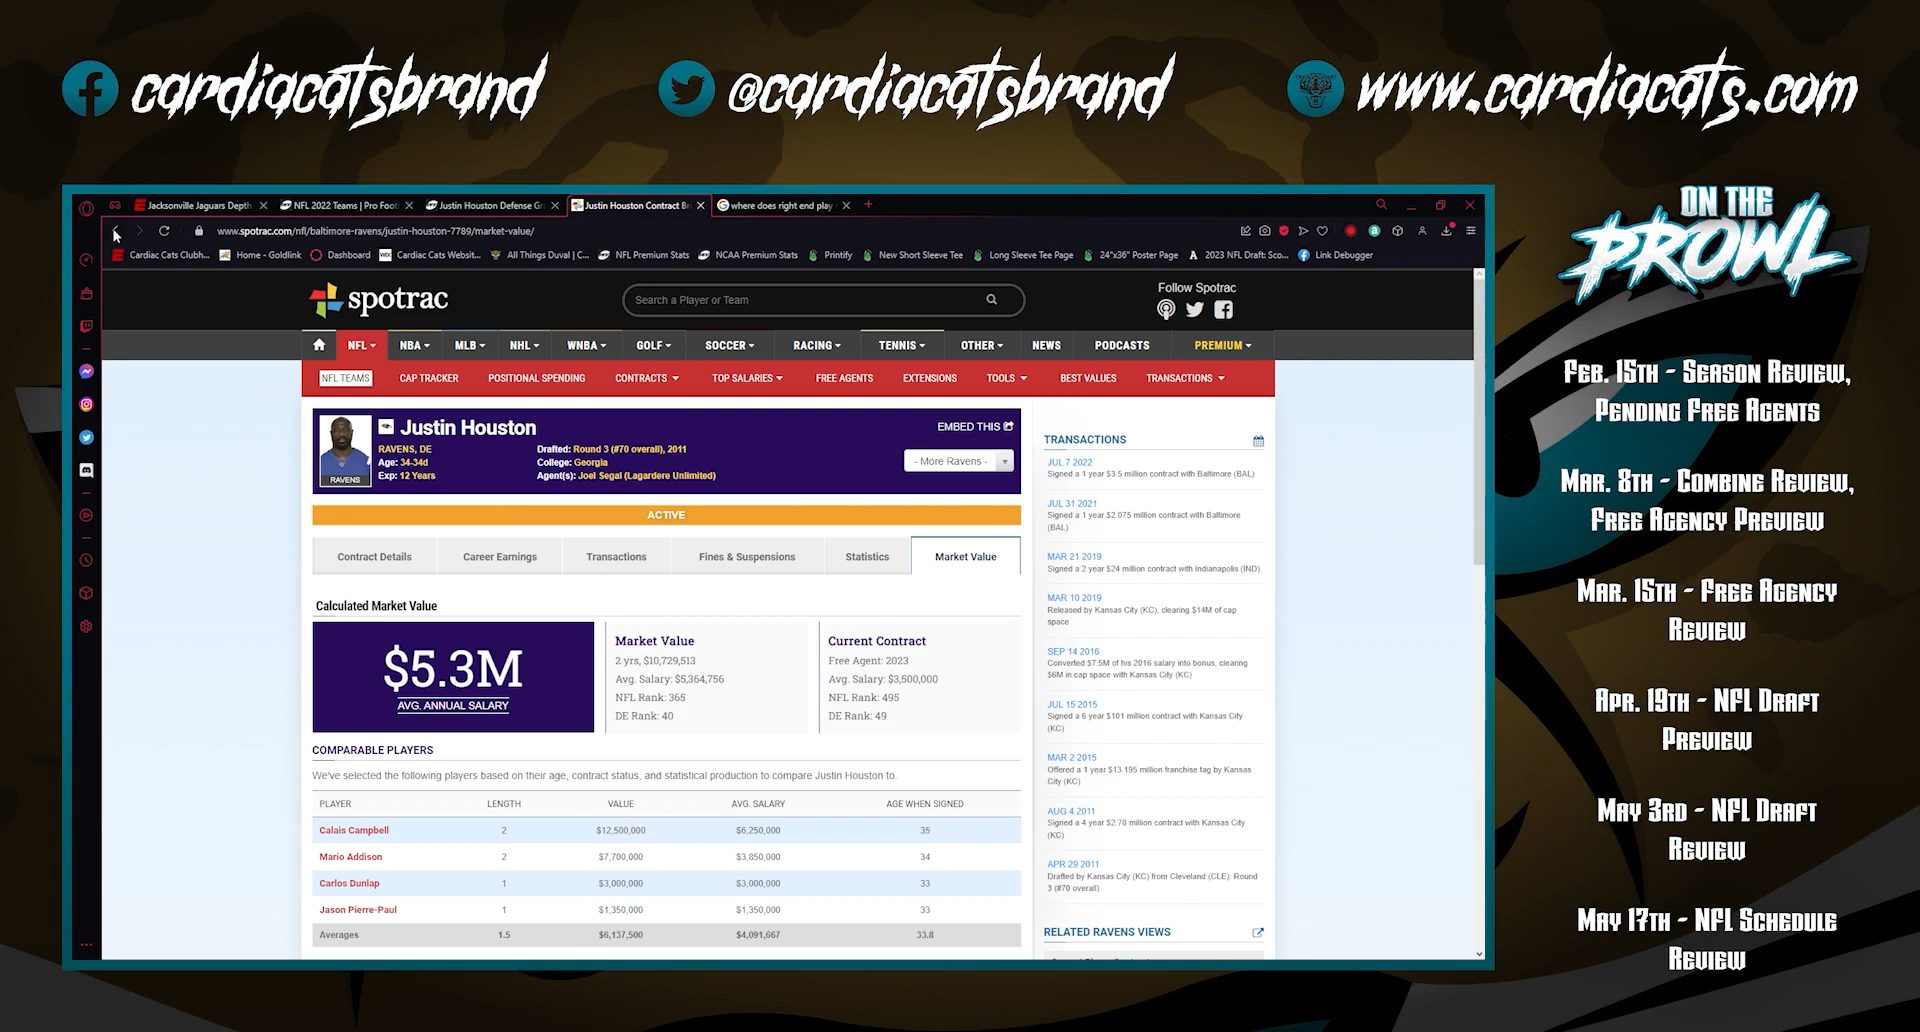 cardiacatsbrand
@cardiacatsbrand
www.cardiacats.com
Jacksonville Jaguars Depth
NFL 2022 Teams | Pro Foot
Justin Houston Defense Gr
Justin Houston Contract Br
where does right end play
www.spotrac.com/nfl/baltimore-ravens/justin-houston-7789/market-value/
Cardiac Cats Clubh...
Home - Goldlink
Dashboard
WIX
Cardiac Cats Websit...
All Things Duval | C...
NFL Premium Stats
NCAA Premium Stats
Printify
New Short Sleeve Tee
Long Sleeve Tee Page
24"x36" Poster Page
2023 NFL Draft: Sco...
Link Debugger
spotrac
Search a Player or Team
Follow Spotrac
NFL
NBA
MLB
NHL
WNBA
GOLF
SOCCER
RACING
TENNIS
OTHER
NEWS
PODCASTS
PREMIUM
NFL TEAMS
CAP TRACKER
POSITIONAL SPENDING
CONTRACTS
TOP SALARIES
FREE AGENTS
EXTENSIONS
TOOLS
BEST VALUES
TRANSACTIONS
RAVENS
Justin Houston
RAVENS, DE
Age: 34-34d
Exp: 12 Years
Drafted: Round 3 (#70 overall), 2011
College: Georgia
Agent(s): Joel Segal (Lagardere Unlimited)
EMBED THIS
- More Ravens -
ACTIVE
Contract Details
Career Earnings
Transactions
Fines & Suspensions
Statistics
Market Value
Calculated Market Value
$5.3M
AVG. ANNUAL SALARY
Market Value
2 yrs, $10,729,513
Avg. Salary: $5,364,756
NFL Rank: 365
DE Rank: 40
Current Contract
Free Agent: 2023
Avg. Salary: $3,500,000
NFL Rank: 495
DE Rank: 49
COMPARABLE PLAYERS
We've selected the following players based on their age, contract status, and statistical production to compare Justin Houston to.
PLAYER LENGTH VALUE AVG. SALARY AGE WHEN SIGNED
Calais Campbell 2 $12,500,000 $6,250,000 35
Mario Addison 2 $7,700,000 $3,850,000 34
Carlos Dunlap 1 $3,000,000 $3,000,000 33
Jason Pierre-Paul 1 $1,350,000 $1,350,000 33
Averages 1.5 $6,137,500 $4,091,667 33.8
TRANSACTIONS
JUL 7 2022
Signed a 1 year $3.5 million contract with Baltimore (BAL)
JUL 31 2021
Signed a 1 year $2.075 million contract with Baltimore
(BAL)
MAR 21 2019
Signed a 2 year $24 million contract with Indianapolis (IND)
MAR 10 2019
Released by Kansas City (KC), clearing $14M of cap
space
SEP 14 2016
Converted $7.5M of his 2016 salary into bonus, clearing
$6M in cap space with Kansas City (KC)
JUL 15 2015
Signed a 6 year $101 million contract with Kansas City
(KC)
MAR 2 2015
Offered a 1 year $13.195 million franchise tag by Kansas
City (KC)
AUG 4 2011
Signed a 4 year $2.78 million contract with Kansas City
(KC)
APR 29 2011
Drafted by Kansas City (KC) from Cleveland (CLE): Round
3 (#70 overall)
RELATED RAVENS VIEWS
ON THE
PROWL
Feb. 15th - Season Review,
Pending Free Agents
Mar. 8th - Combine Review,
Free Agency Preview
Mar. 15th - Free Agency
Review
Apr. 19th - NFL Draft
Preview
May 3rd - NFL Draft
Review
May 17th - NFL Schedule
Review